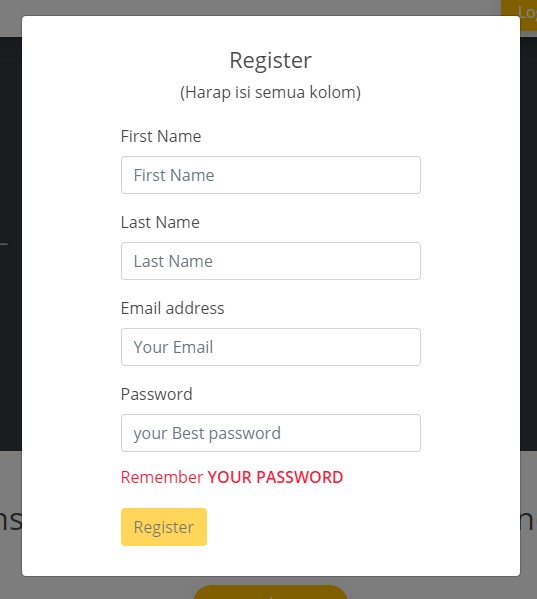 Register
(Harap isi semua kolom)
First Name
First Name
Last Name
Last Name
Email address
Your Email
Password
your Best password
Remember YOUR PASSWORD
Register